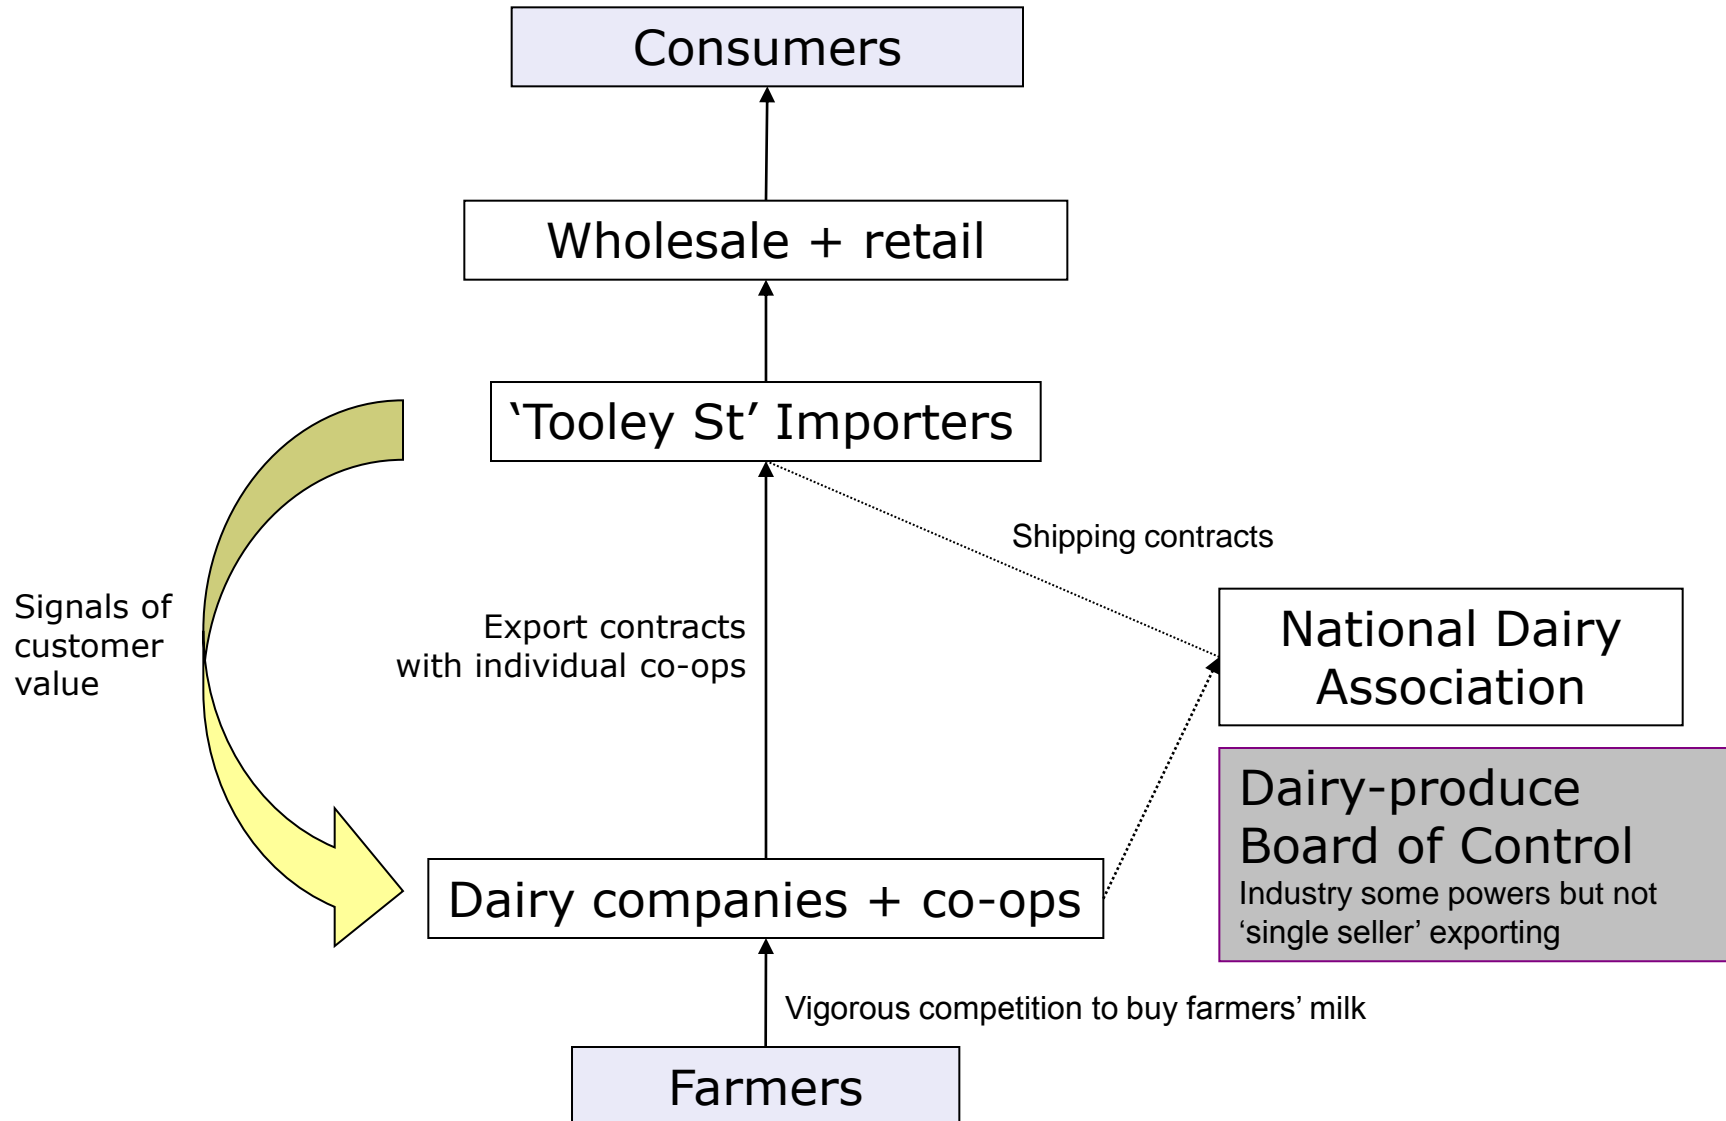 Consumers
Wholesale + retail
‘Tooley St’ Importers
Shipping contracts
Signals of
customer
value
Export contracts
with individual co-ops
National Dairy
Association
Dairy-produce
Board of Control
Industry some powers but not
‘single seller’ exporting
Dairy companies + co-ops
Vigorous competition to buy farmers’ milk
Farmers